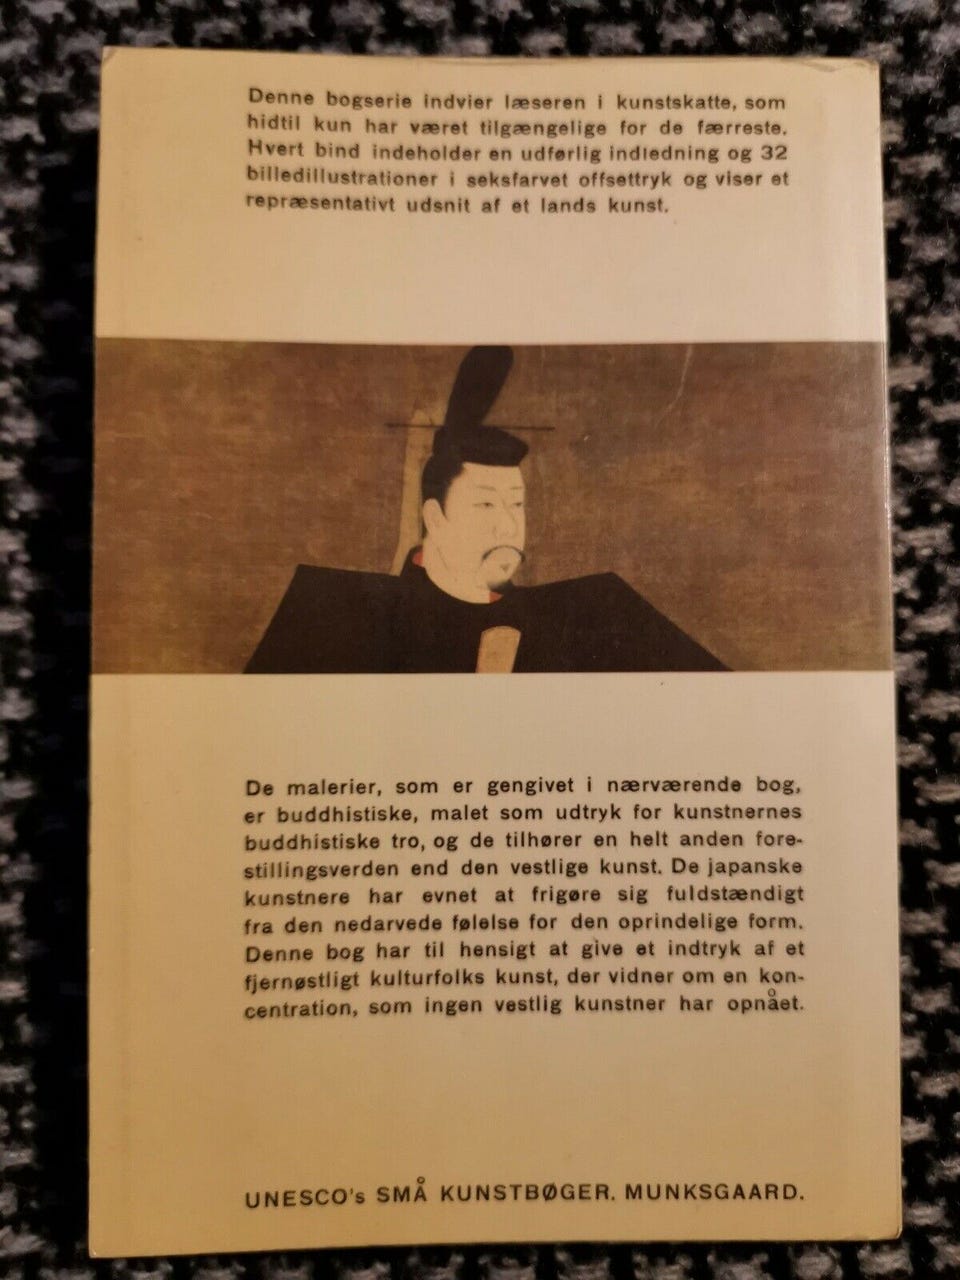 Denne bogserie indvier læseren i kunstskatte, som
hidtil kun har været tilgængelige for de færreste.
Hvert bind indeholder en udførlig indledning og 32
billedillustrationer i seksfarvet offsettryk og viser et
repræsentativt udsnit af et lands kunst.
De malerier, som er gengivet i nærværende bog,
er buddhistiske, malet som udtryk for kunstnernes
buddhistiske tro, og de tilhører en helt anden fore-
stillingsverden end den vestlige kunst. De japanske
kunstnere har evnet at frigøre sig fuldstændigt
fra den nedarvede følelse for den oprindelige form.
Denne bog har til hensigt at give et indtryk af et
fjernøstligt kulturfolks kunst, der vidner om en kon-
centration, som ingen vestlig kunstner har opnået.
UNESCO's SMÅ KUNSTBØGER. MUNKSGAARD.